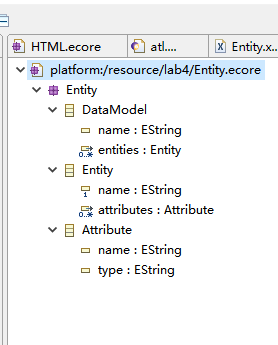 HTML.ecore
atl....
Entity.x...
platform:/resource/lab4/Entity.ecore
Entity
DataModel
name : EString
0..* entities : Entity
Entity
1 name : EString
0..* attributes : Attribute
Attribute
name : EString
type : EString